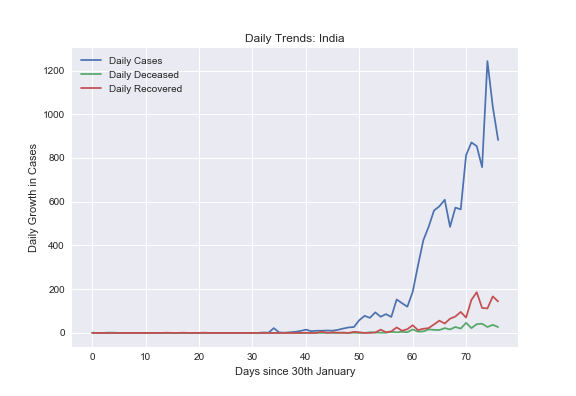 Daily Trends: India
Daily Cases
Daily Deceased
Daily Recovered
1200
1000
800
600
400
200
0
Daily Growth in Cases
0 10 20 30 40 50 60 70
Days since 30th January